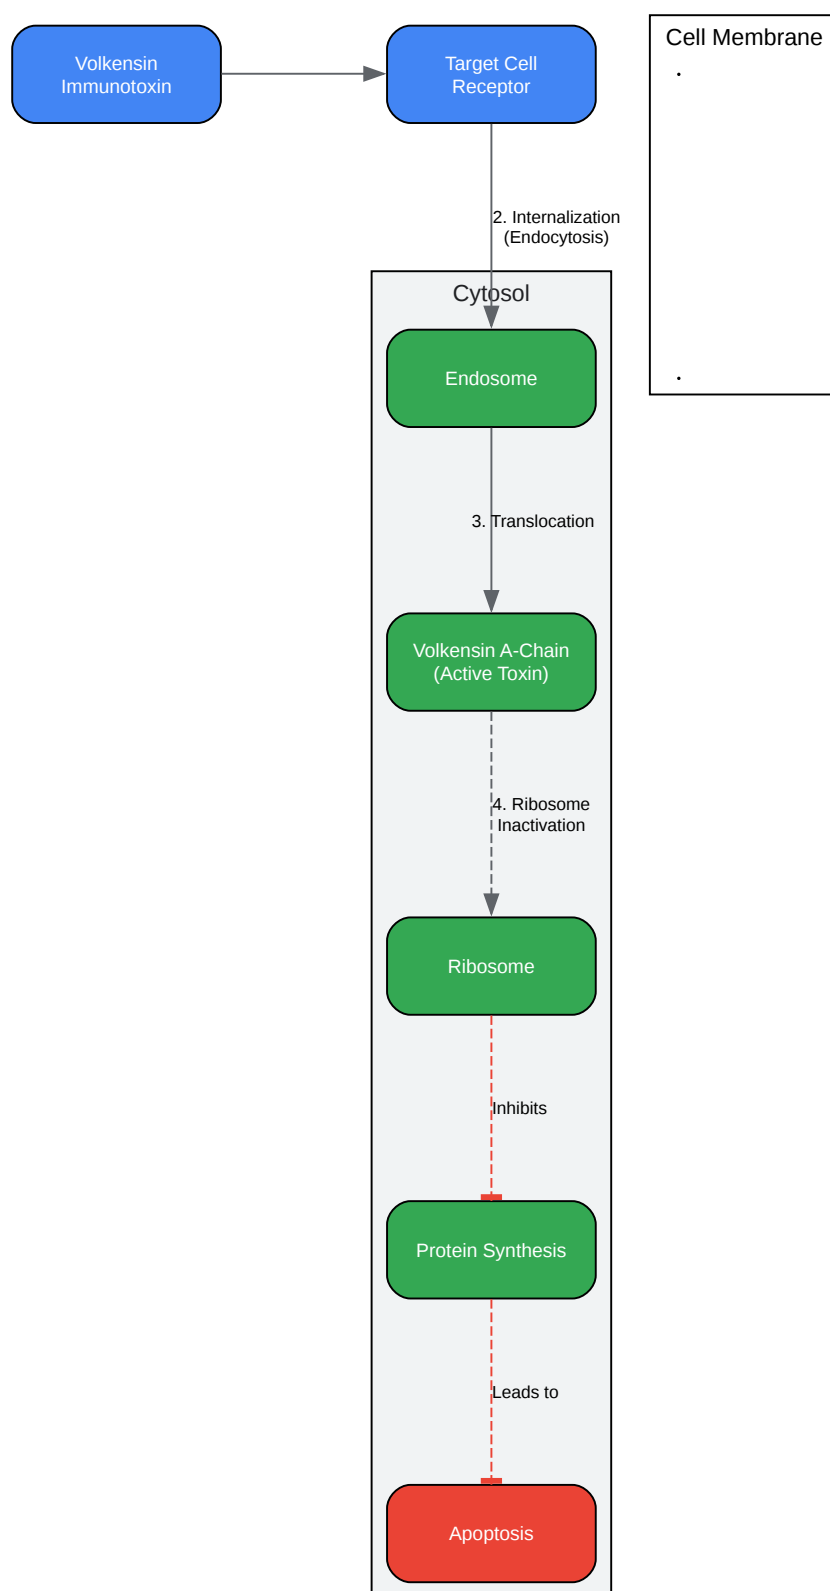 Volkensin
Immunotoxin
Target Cell
Receptor
Cell Membrane
2. Internalization
(Endocytosis)
Cytosol
Endosome
3. Translocation
Volkensin A-Chain
(Active Toxin)
4. Ribosome
Inactivation
Ribosome
Inhibits
Protein Synthesis
Leads to
Apoptosis